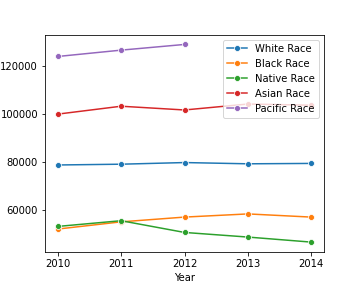 120000
100000
80000
60000
2010 2011 2012 2013 2014
Year
White Race
Black Race
Native Race
Asian Race
Pacific Race